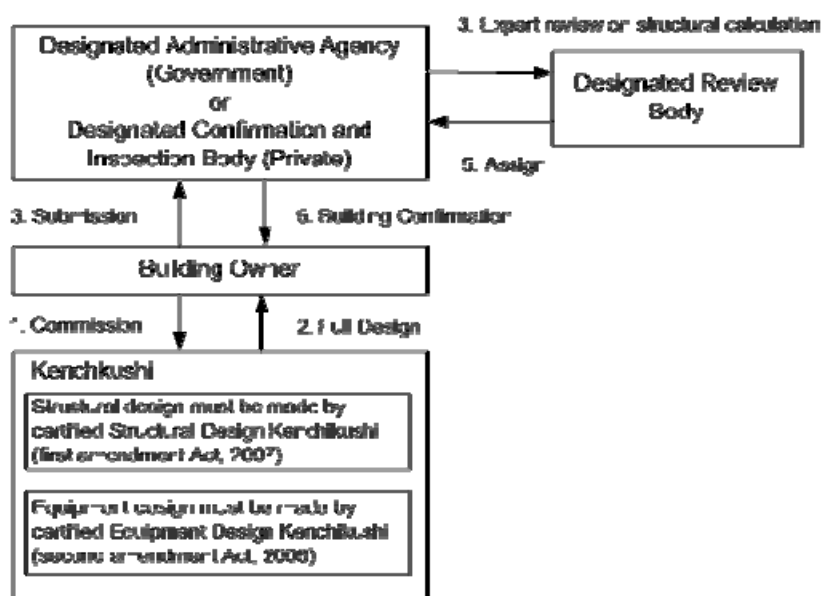 3. Expert review on structural calculation
Designated Administrative Agency
(Government)
or
Designated Confirmation and
Inspection Body (Private)
Designated Review
Body
5. Assign
3. Submission
6. Building Confirmation
Building Owner
1. Commission
2. Full Design
Kenchkushi
Structural design must be made by
certified Structural Design Kenchikushi
(first amendment Act, 2007)
Equipment design must be made by
certified Equipment Design Kenchikushi
(second amendment Act,